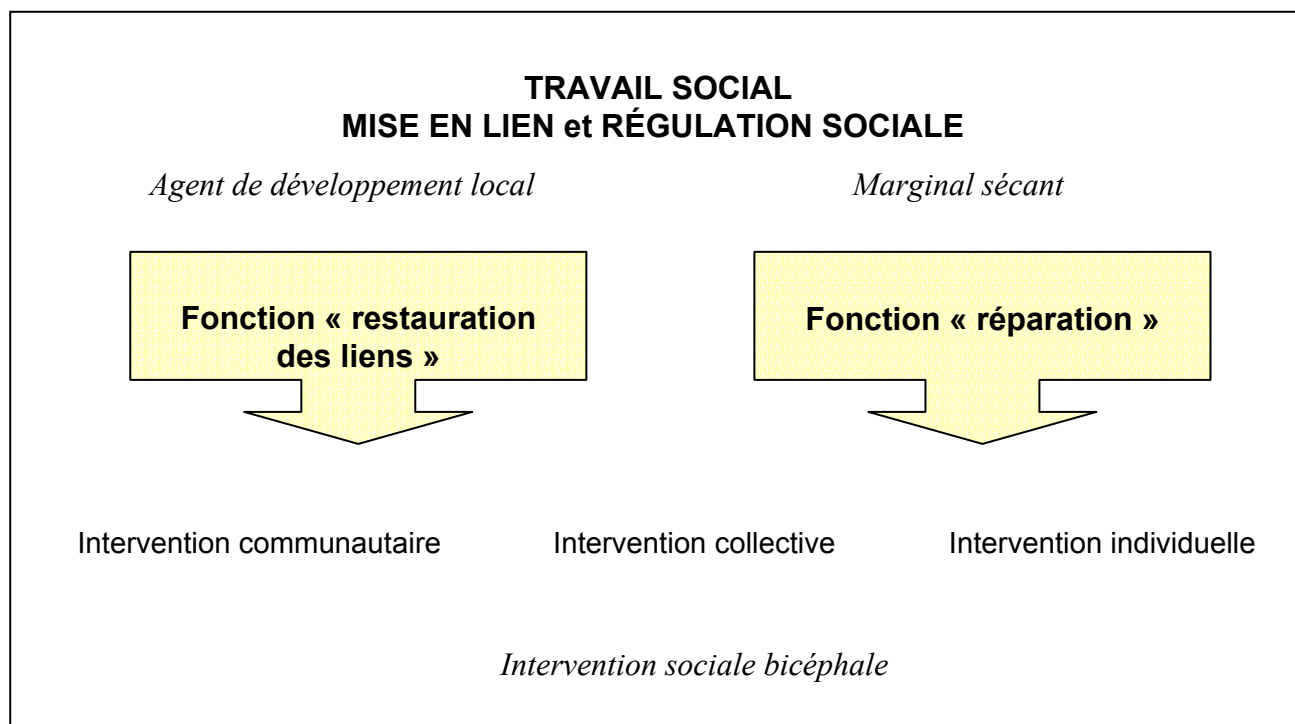 TRAVAIL SOCIAL
MISE EN LIEN et RÉGULATION SOCIALE
Agent de développement local
Marginal sécant
Fonction « restauration
des liens »
Fonction « réparation »
Intervention communautaire
Intervention collective
Intervention individuelle
Intervention sociale bicéphale